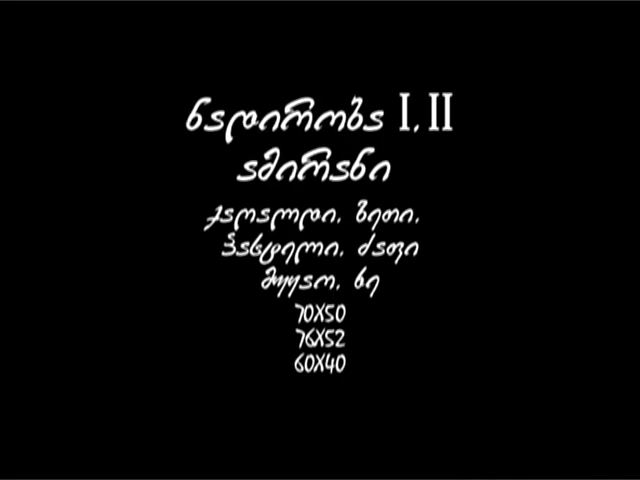 ნადირობა I, II
ამირანი
ქაღალდი, ზეთი,
პასტელი, ძაფი
მუყაო, ხე
70X50
76X52
60X40